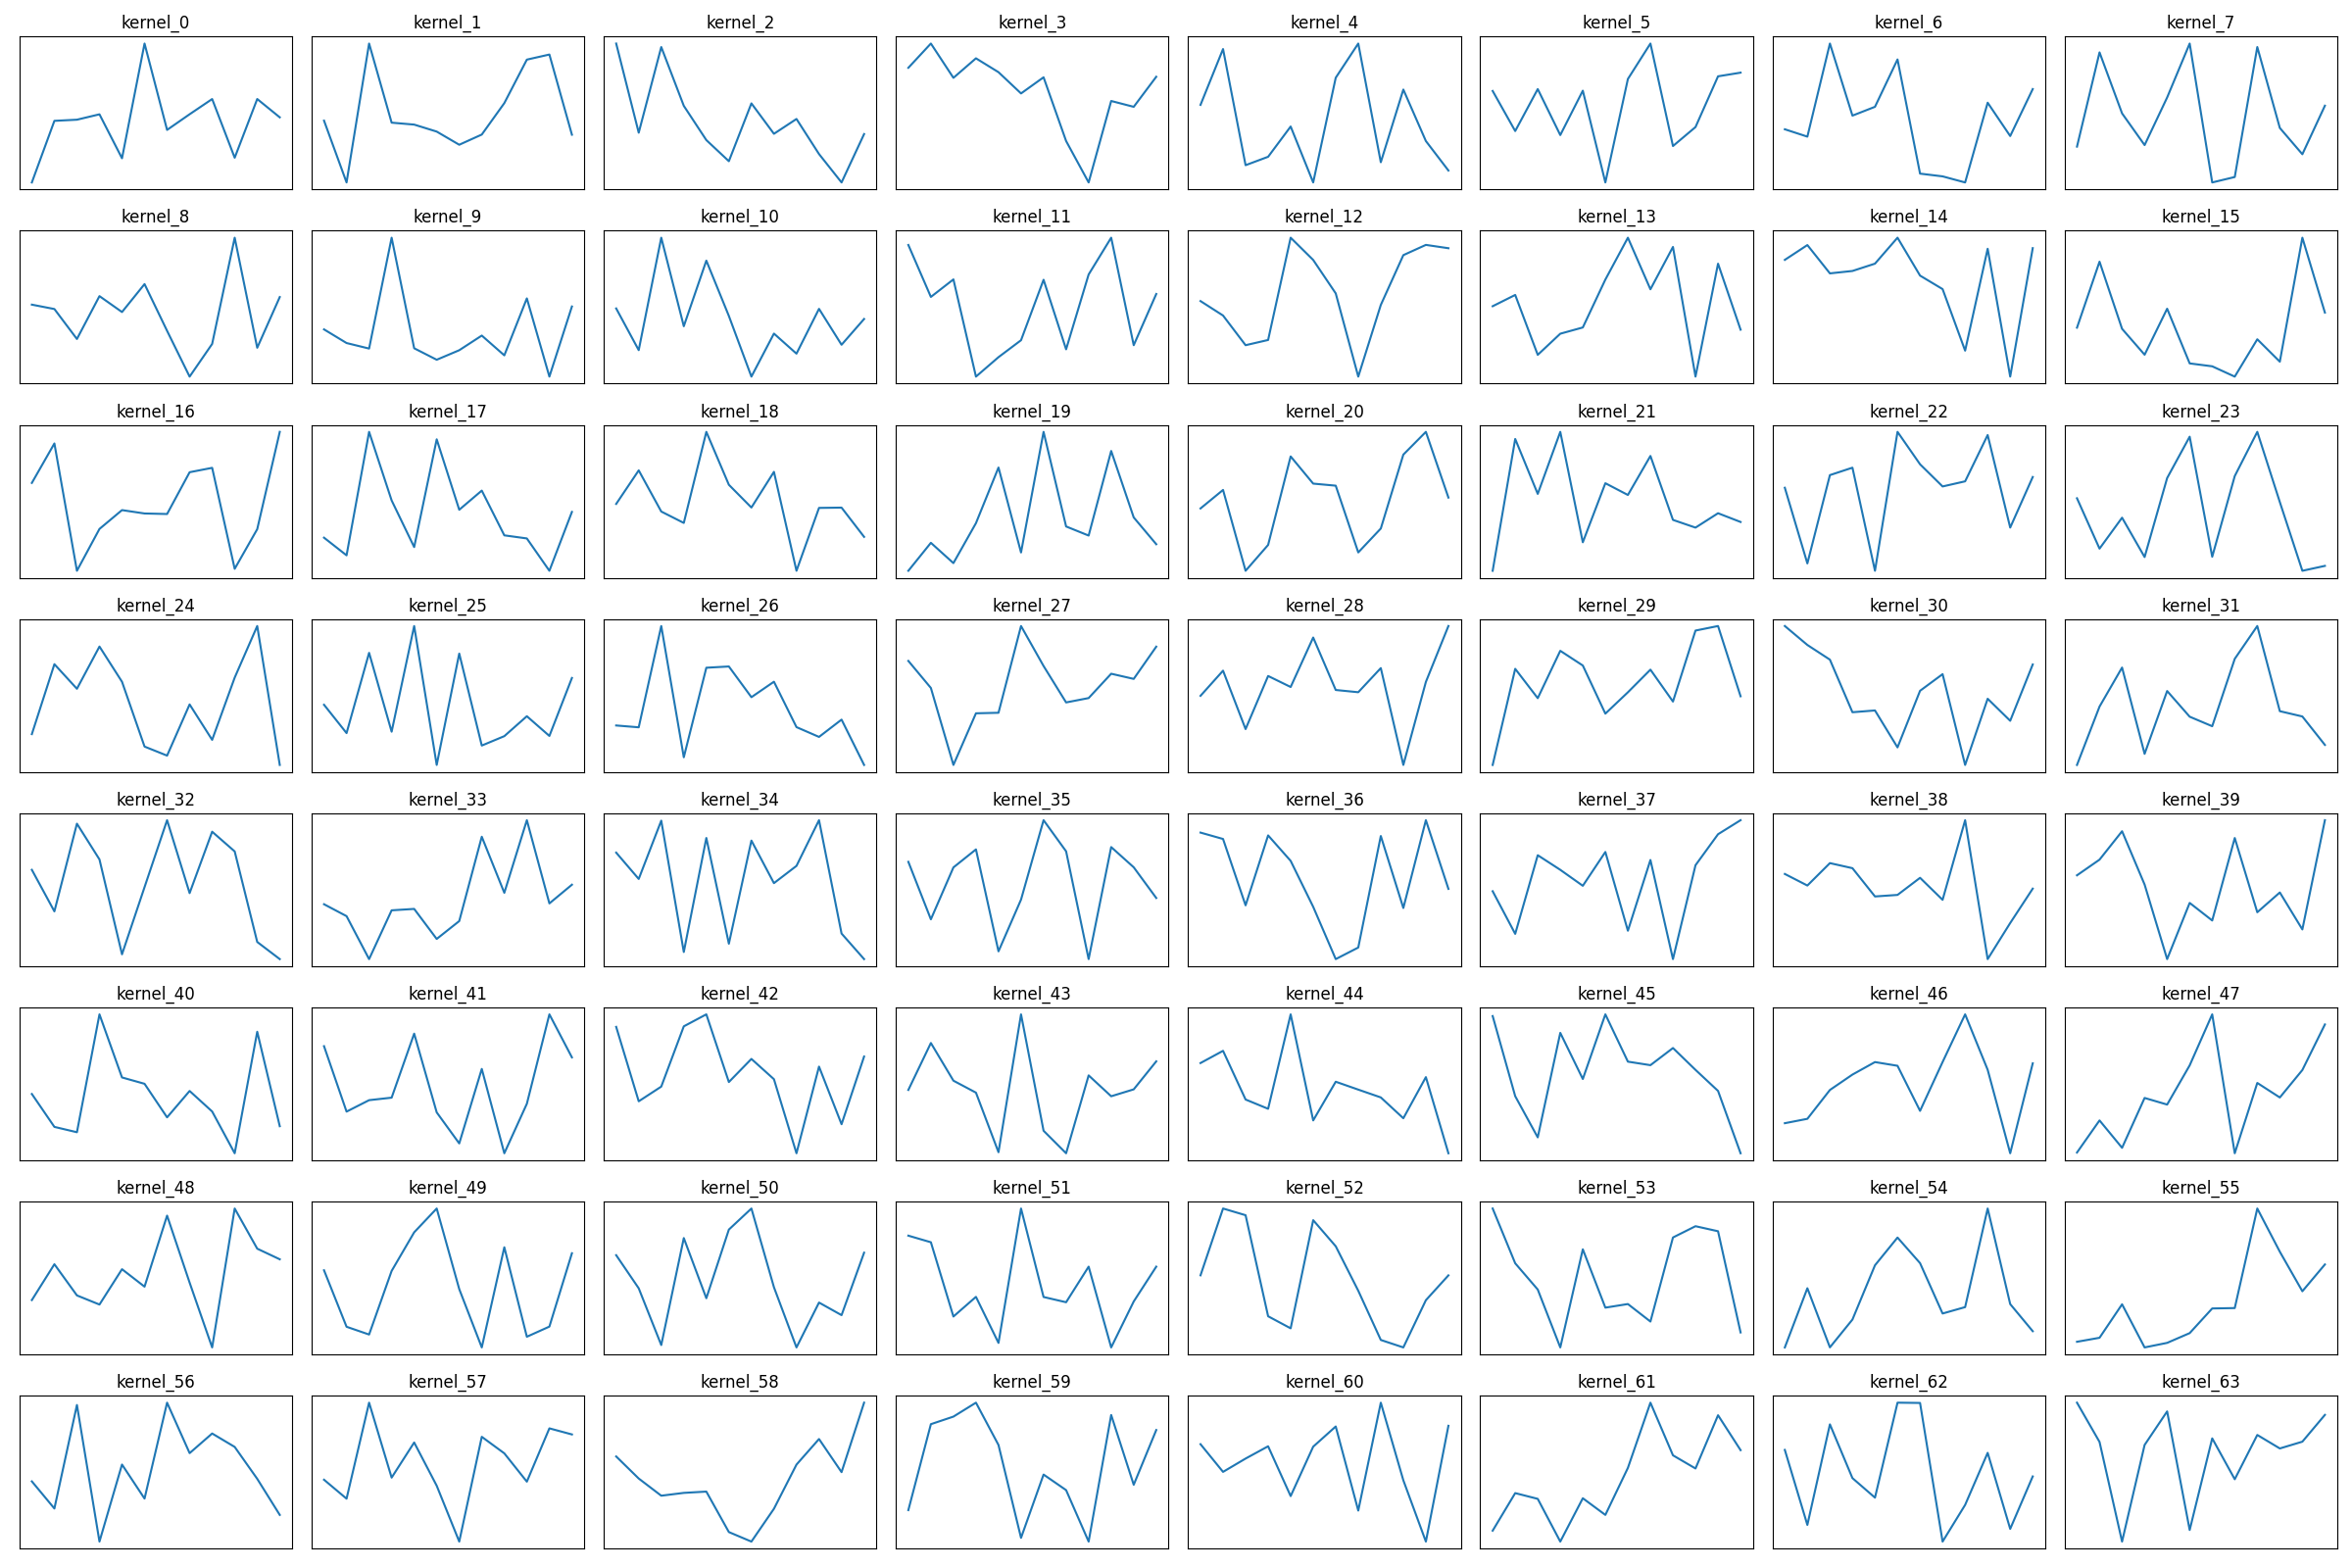 kernel_0 kernel_1 kernel_2 kernel_3 kernel_4 kernel_5 kernel_6 kernel_7
kernel_8 kernel_9 kernel_10 kernel_11 kernel_12 kernel_13 kernel_14 kernel_15
kernel_16 kernel_17 kernel_18 kernel_19 kernel_20 kernel_21 kernel_22 kernel_23
kernel_24 kernel_25 kernel_26 kernel_27 kernel_28 kernel_29 kernel_30 kernel_31
kernel_32 kernel_33 kernel_34 kernel_35 kernel_36 kernel_37 kernel_38 kernel_39
kernel_40 kernel_41 kernel_42 kernel_43 kernel_44 kernel_45 kernel_46 kernel_47
kernel_48 kernel_49 kernel_50 kernel_51 kernel_52 kernel_53 kernel_54 kernel_55
kernel_56 kernel_57 kernel_58 kernel_59 kernel_60 kernel_61 kernel_62 kernel_63